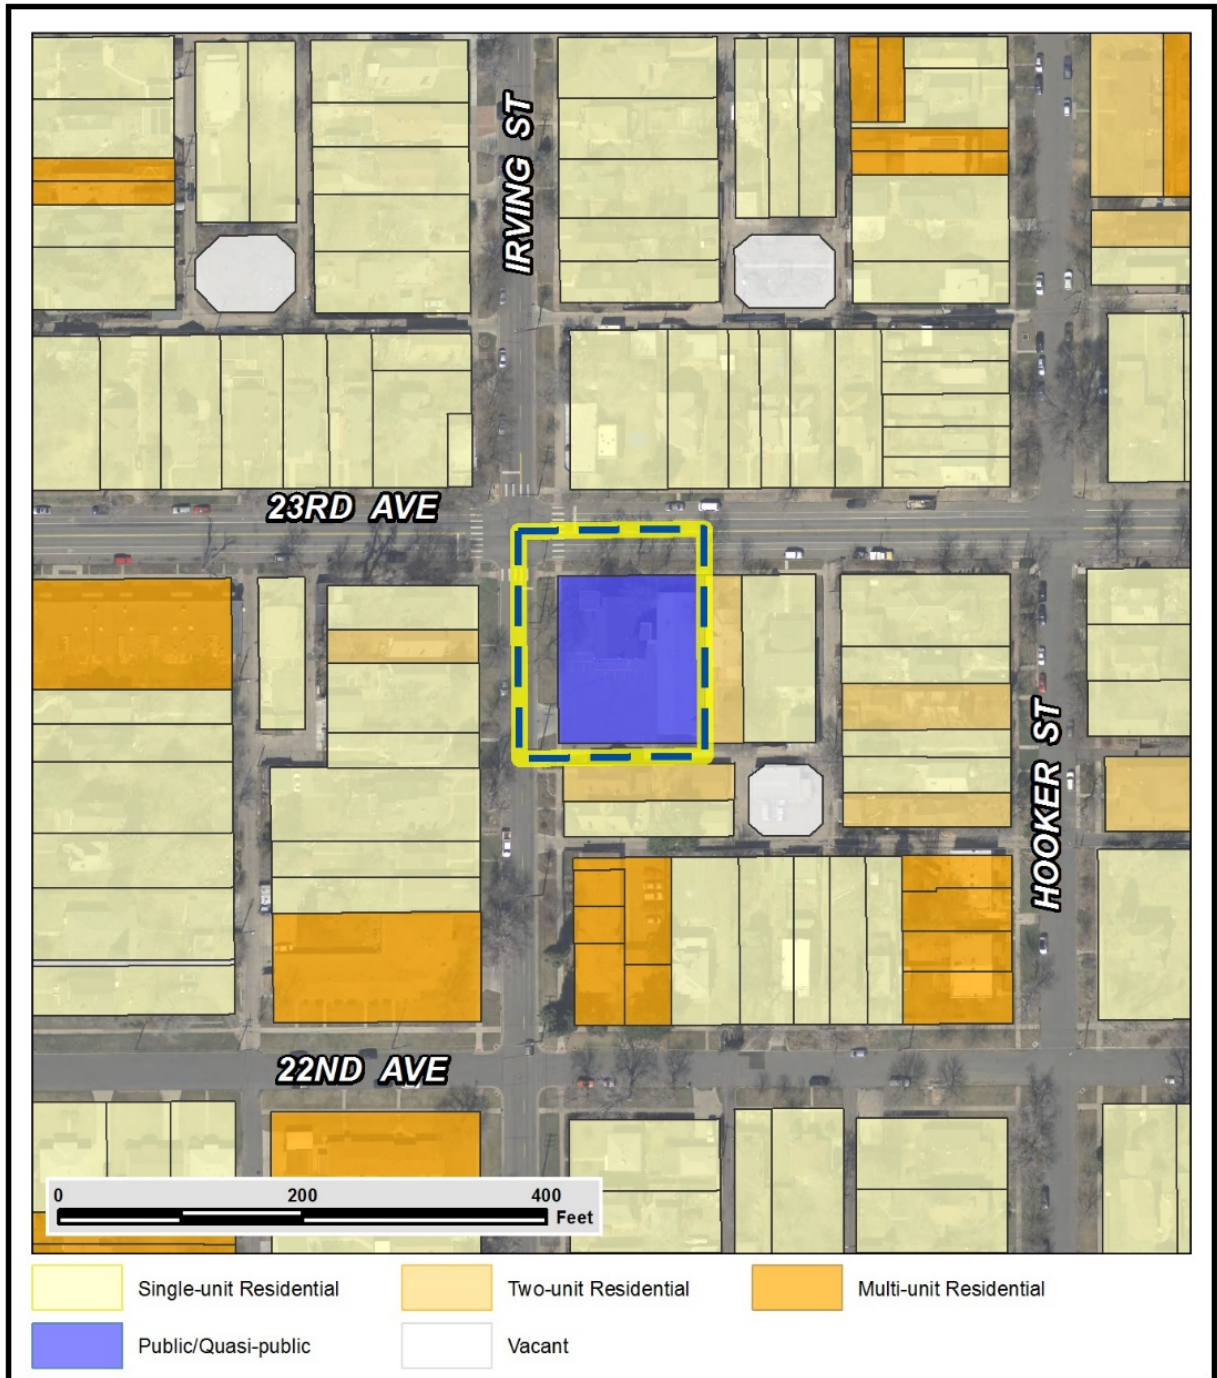 IRVING ST
23RD AVE
HOOKER ST
22ND AVE
0 200 400
Feet
Single-unit Residential
Two-unit Residential
Multi-unit Residential
Public/Quasi-public
Vacant